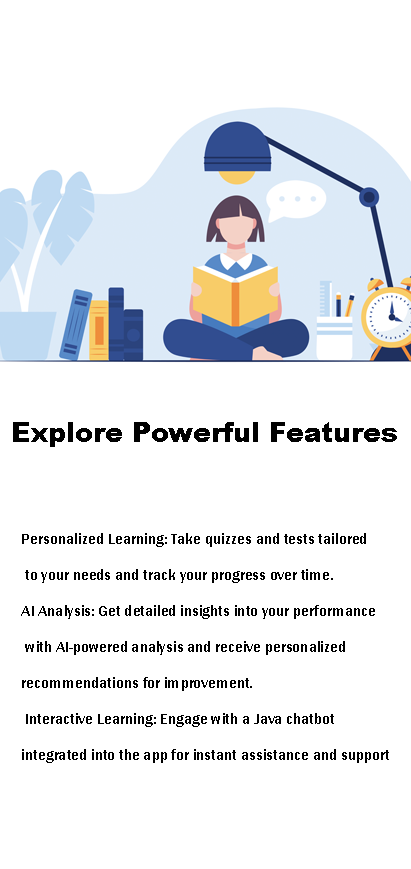 Explore Powerful Features
Personalized Learning: Take quizzes and tests tailored
to your needs and track your progress over time.
AI Analysis: Get detailed insights into your performance
with AI-powered analysis and receive personalized
recommendations for improvement.
Interactive Learning: Engage with a Java chatbot
integrated into the app for instant assistance and support